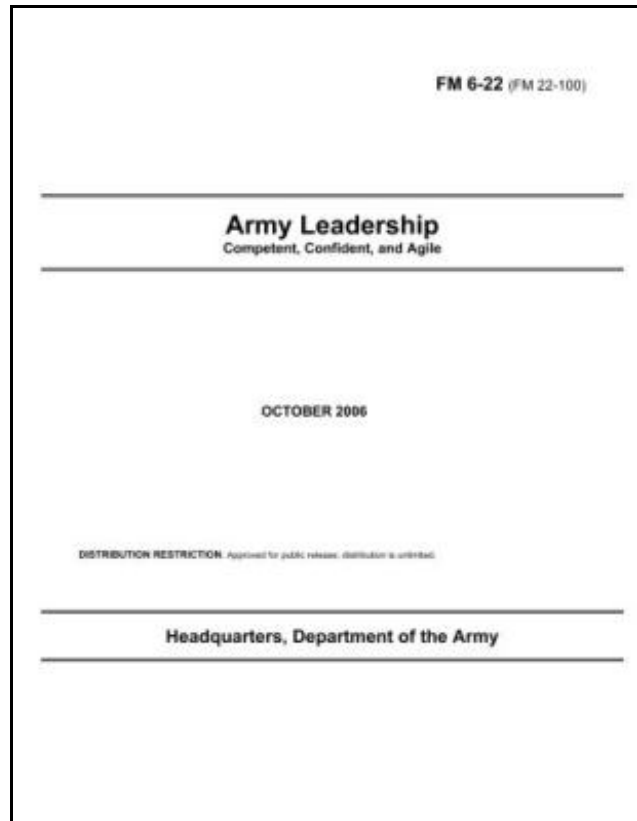 FM 6-22 (FM 22-100)
Army Leadership
Competent, Confident, and Agile
OCTOBER 2006
DISTRIBUTION RESTRICTION. Approved for public release; distribution is unlimited.
Headquarters, Department of the Army